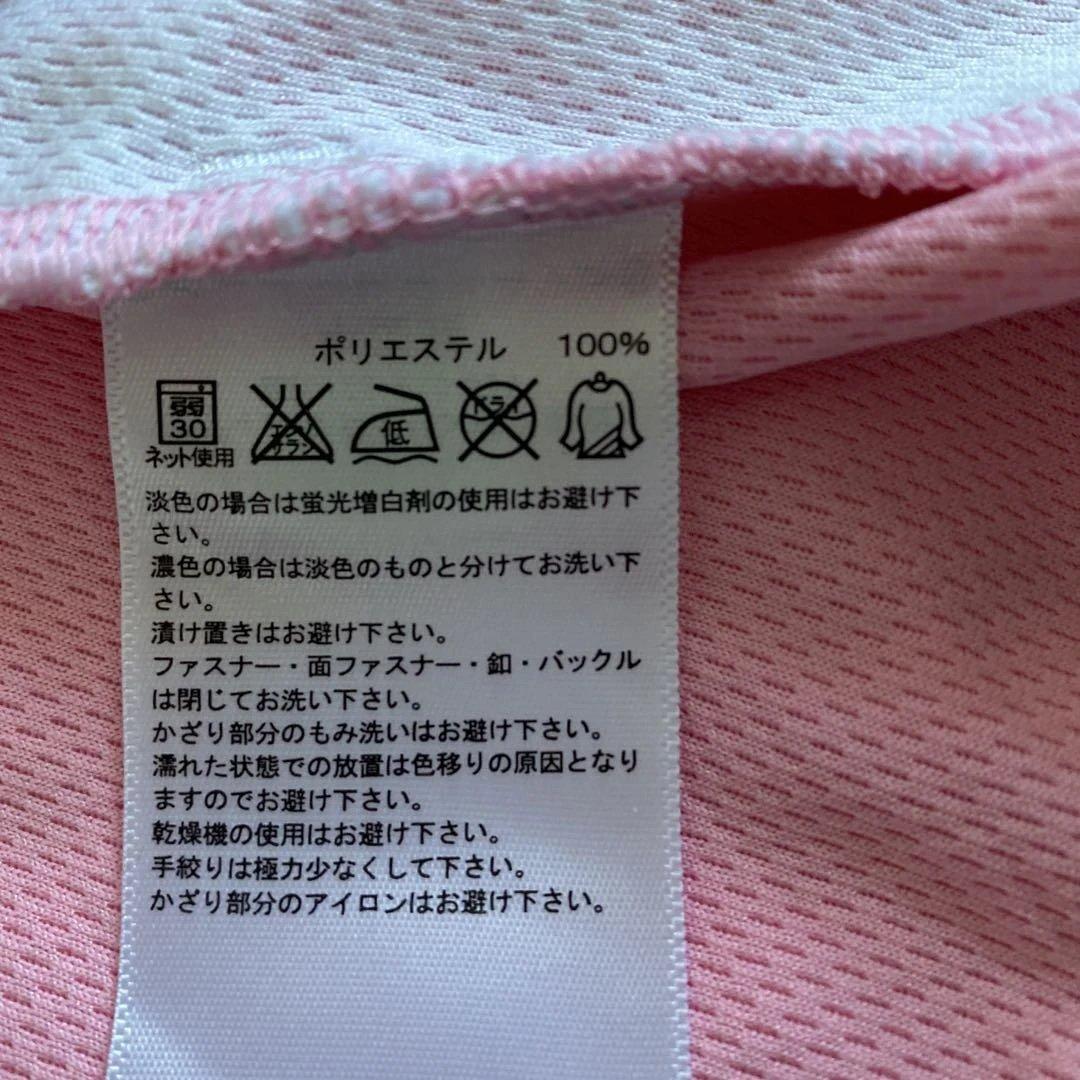 ポリエステル 100%
弱
30
ネット使用
エンソ
サラシ
低
ドライ
淡色の場合は蛍光増白剤の使用はお避け下
さい。
濃色の場合は淡色のものと分けてお洗い下
さい。
漬け置きはお避け下さい。
ファスナー・面ファスナー・釦・バックル
は閉じてお洗い下さい。
かざり部分のもみ洗いはお避け下さい。
濡れた状態での放置は色移りの原因となり
ますのでお避け下さい。
乾燥機の使用はお避け下さい。
手絞りは極力少なくして下さい。
かざり部分のアイロンはお避け下さい。